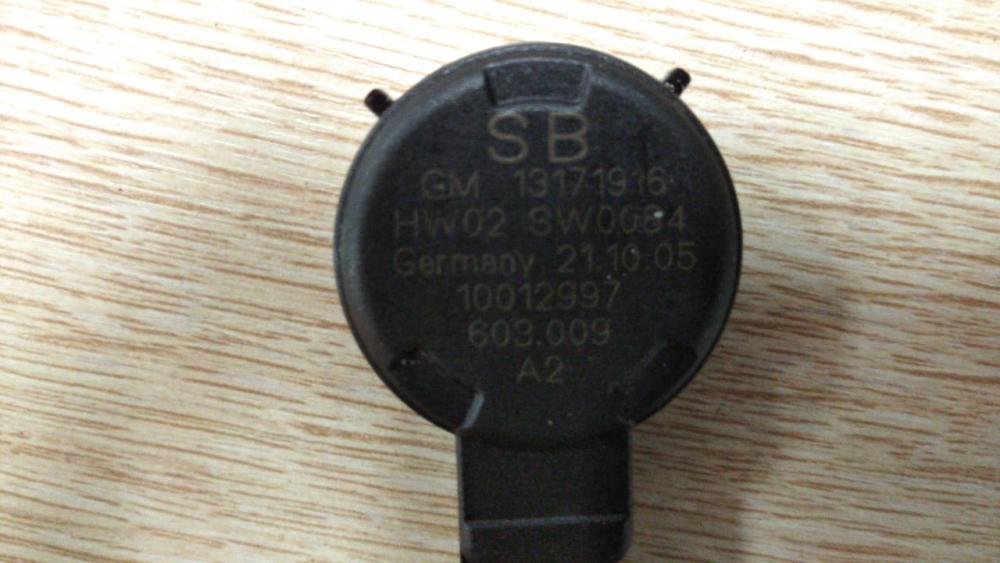 SB
GM 13171916
HW02 SW0084
Germany 21.10.05
10012997
603.009
A2